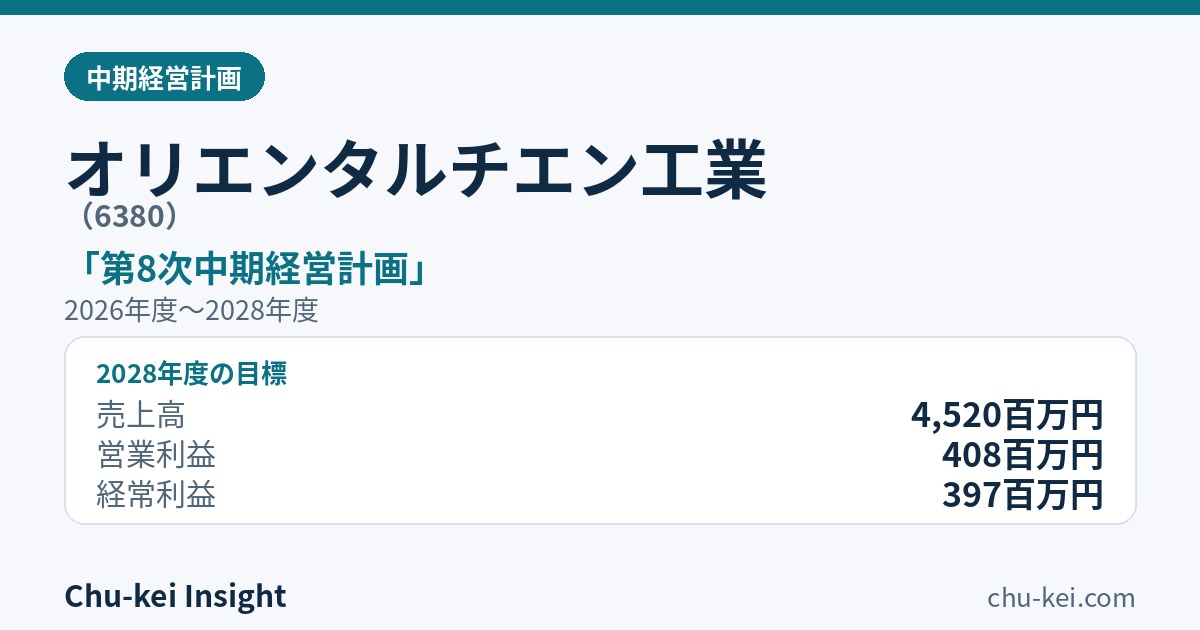 中期経営計画
オリエンタルチエン工業
（6380）
「第8次中期経営計画」
2026年度～2028年度
2028年度の目標
売上高 4,520百万円
営業利益 408百万円
経常利益 397百万円
Chu-kei Insight chu-kei.com